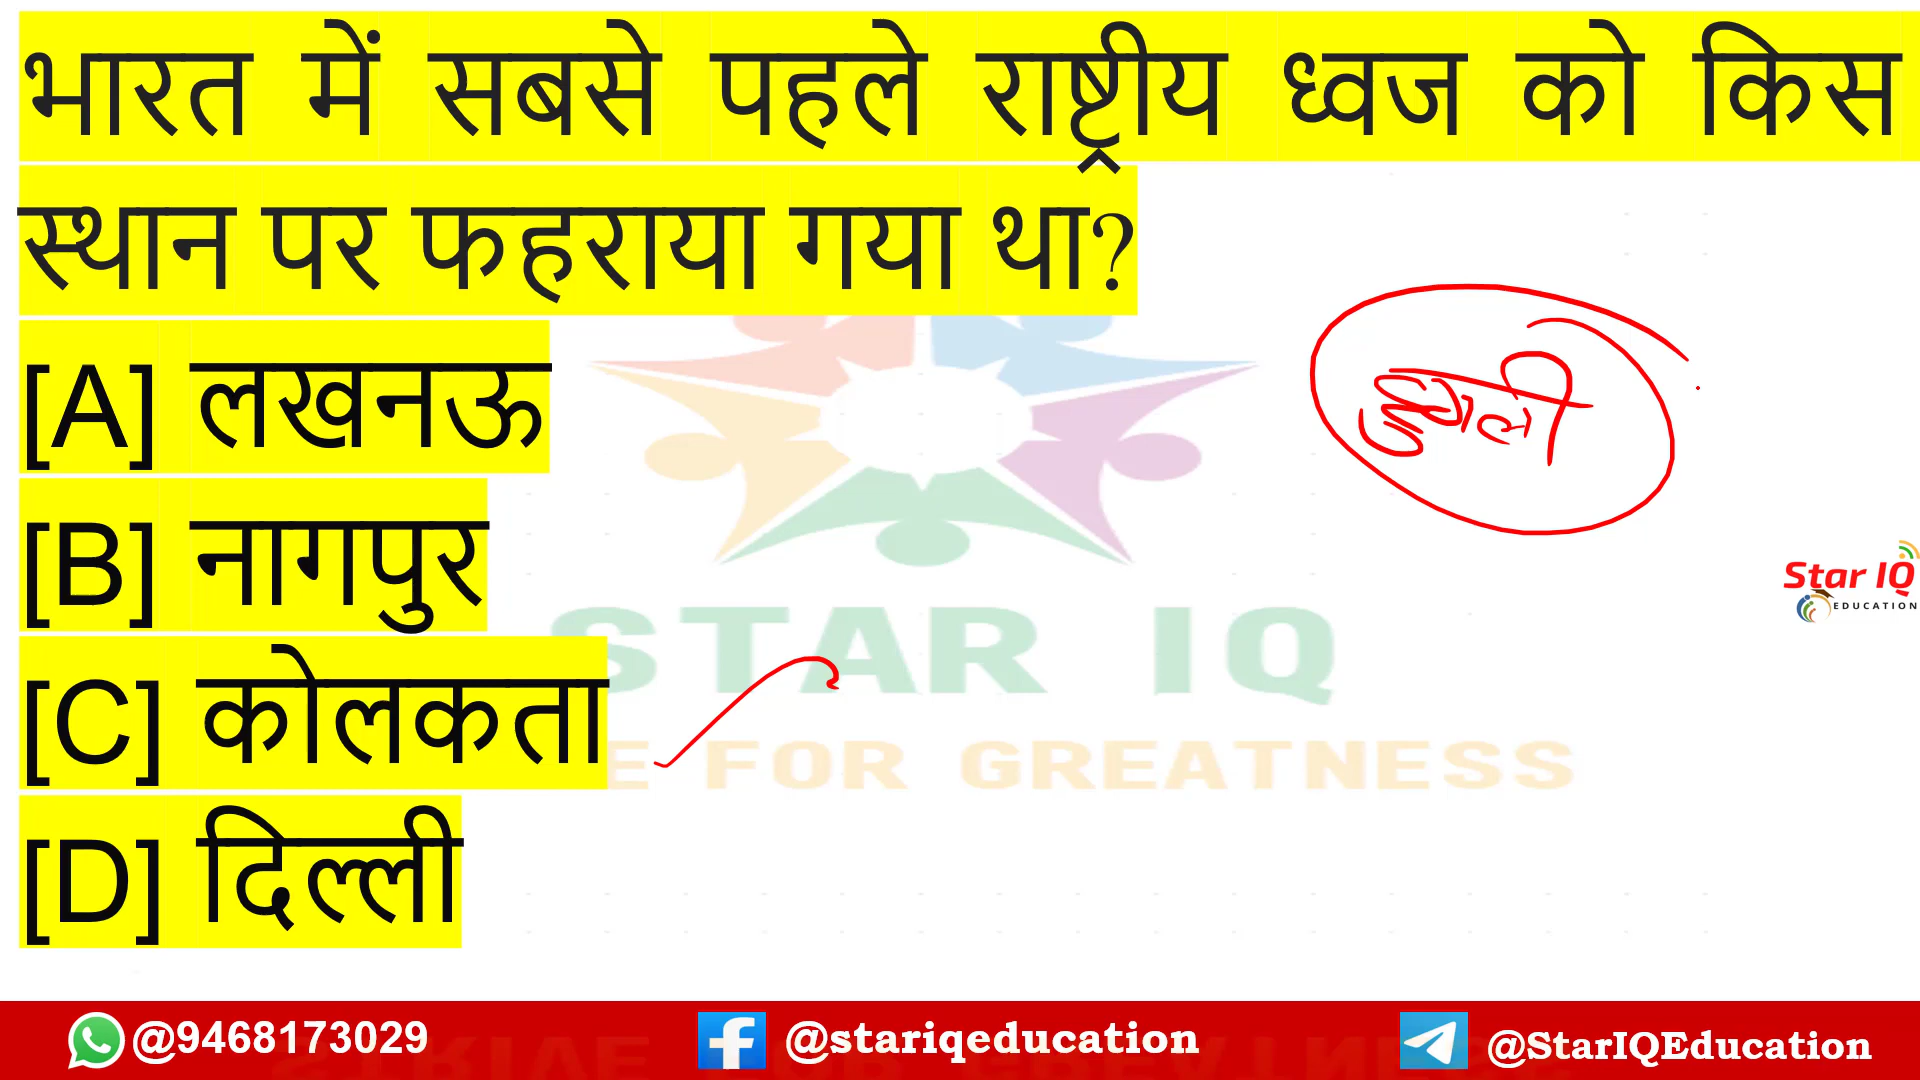 भारत में सबसे पहले राष्ट्रीय ध्वज को किस
स्थान पर फहराया गया था?
[A] लखनऊ
[B] नागपुर
[C] कोलकता
[D] दिल्ली
STAR IQ
E FOR GREATNESS
Star IQ
EDUCATION
@9468173029
@stariqeducation
@StarIQEducation